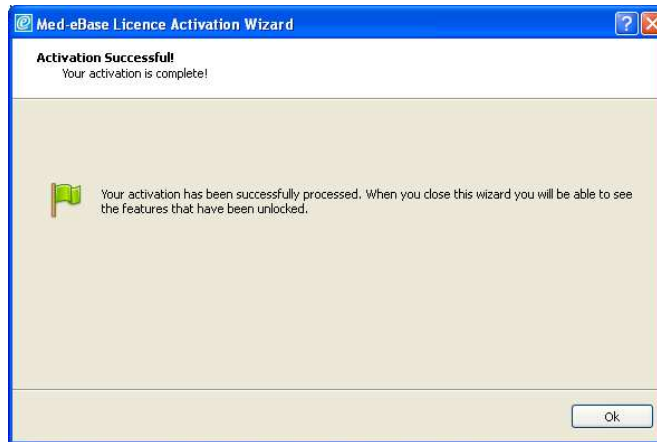 Med-eBase Licence Activation Wizard
Activation Successful!
Your activation is complete!
Your activation has been successfully processed. When you close this wizard you will be able to see
the features that have been unlocked.
Ok